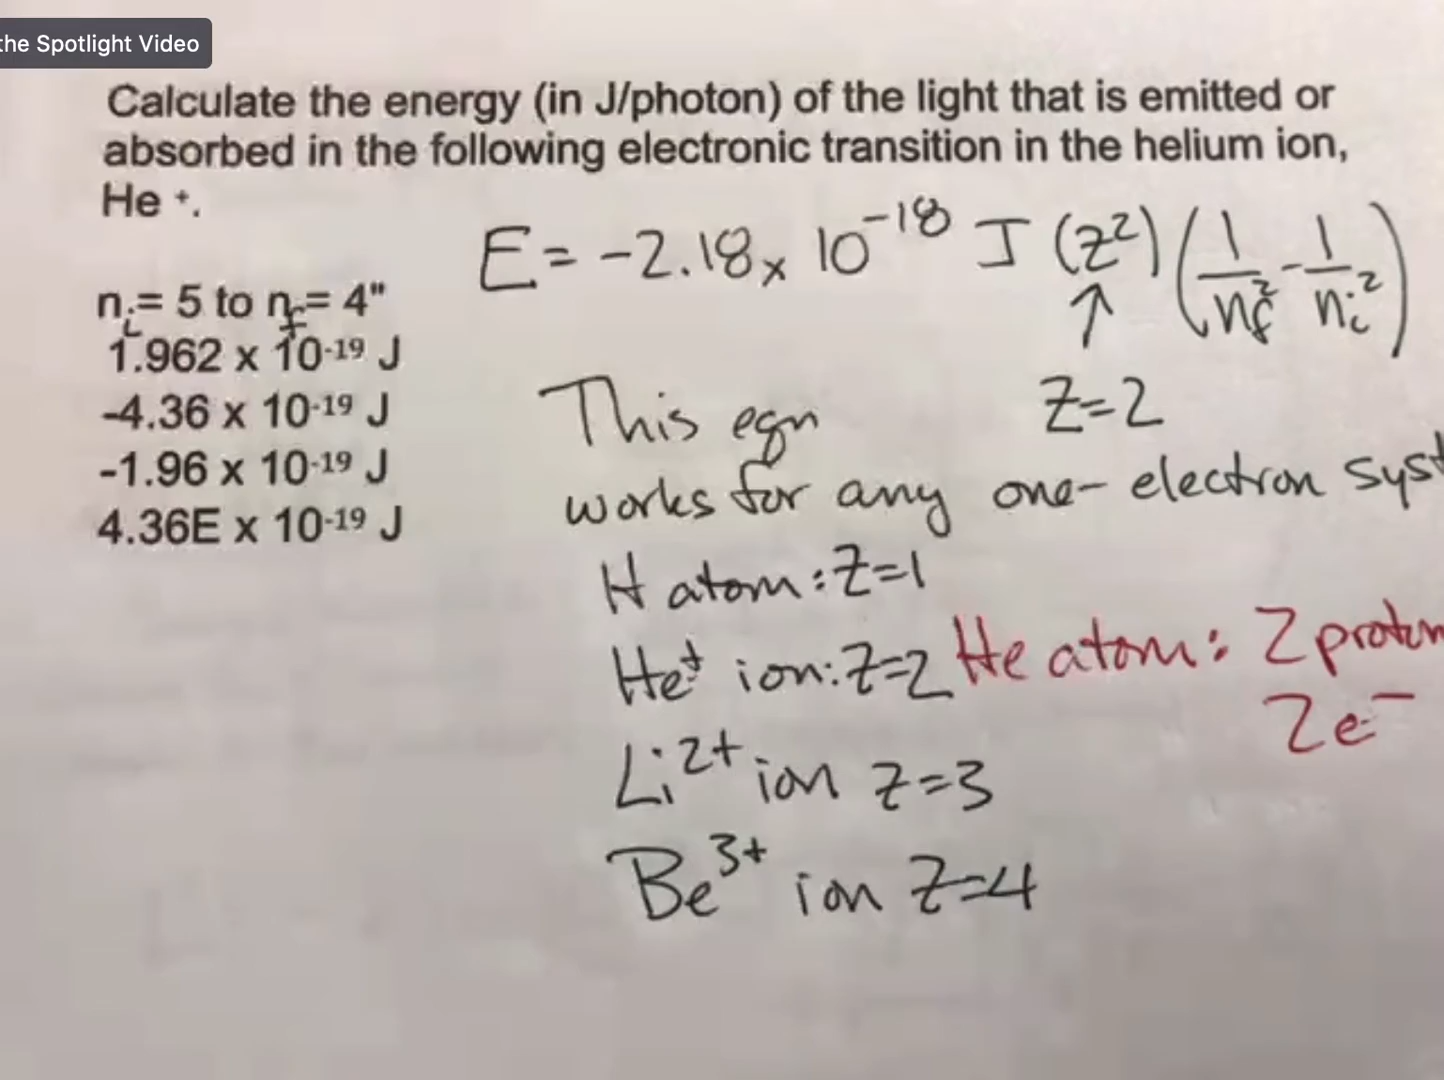 the Spotlight Video
Calculate the energy (in J/photon) of the light that is emitted or
absorbed in the following electronic transition in the helium ion,
He +.
E = -2.18 x 10^-18 J (Z²) (1/nf² - 1/ni²)
ni = 5 to nf = 4"
1.962 x 10-19 J
-4.36 x 10-19 J
-1.96 x 10-19 J
4.36E x 10-19 J
↑
Z=2
This eqn
works for any one-electron syst
H atom: Z=1
He+ ion: Z=2 He atom: 2 proton
2e-
Li2+ ion Z=3
Be3+ ion Z=4